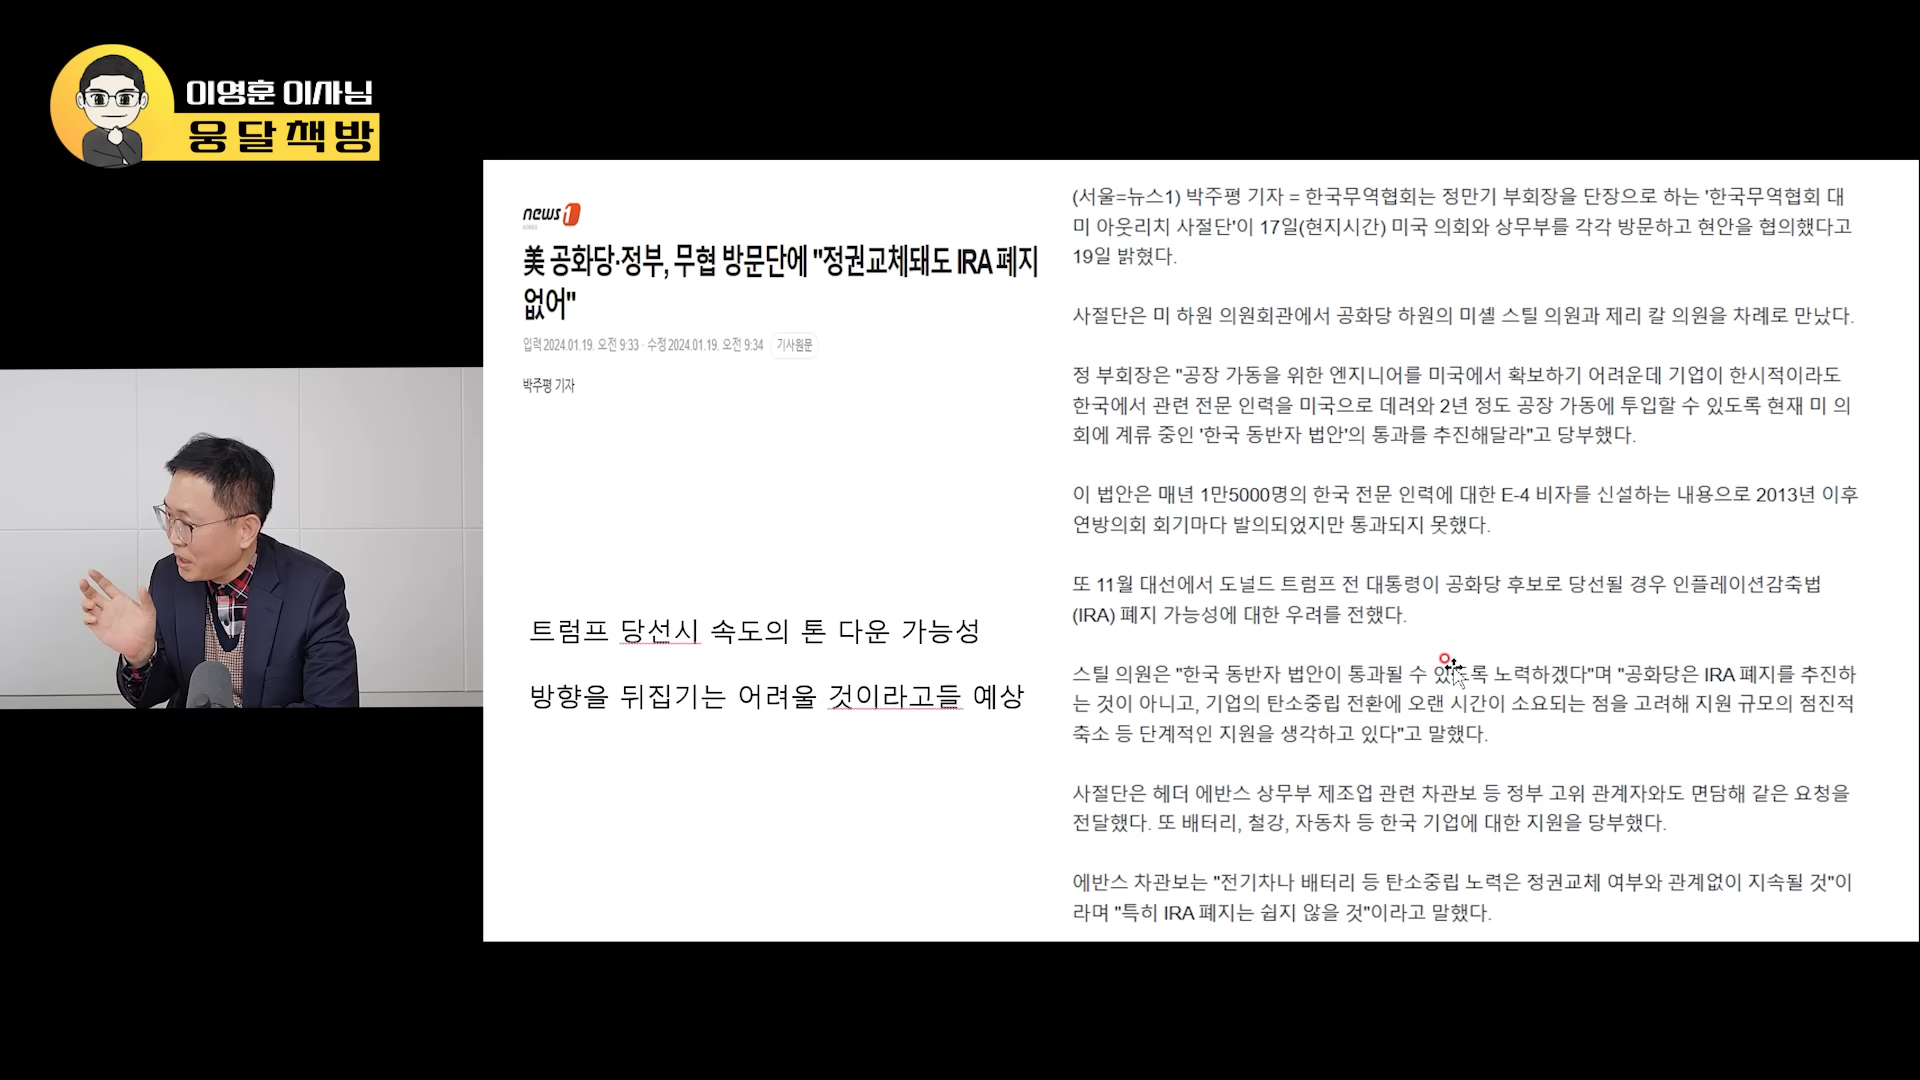 이영훈 이사님
웅달책방
news1
KOREA
美 공화당·정부, 무협 방문단에 "정권교체돼도 IRA 폐지
없어"
입력 2024.01.19. 오전 9:33 · 수정 2024.01.19. 오전 9:34 기사원문
박주평 기자
트럼프 당선시 속도의 톤 다운 가능성
방향을 뒤집기는 어려울 것이라고들 예상
(서울=뉴스1) 박주평 기자 = 한국무역협회는 정만기 부회장을 단장으로 하는 '한국무역협회 대
미 아웃리치 사절단'이 17일(현지시간) 미국 의회와 상무부를 각각 방문하고 현안을 협의했다고
19일 밝혔다.
사절단은 미 하원 의원회관에서 공화당 하원의 미셸 스틸 의원과 제리 칼 의원을 차례로 만났다.
정 부회장은 "공장 가동을 위한 엔지니어를 미국에서 확보하기 어려운데 기업이 한시적이라도
한국에서 관련 전문 인력을 미국으로 데려와 2년 정도 공장 가동에 투입할 수 있도록 현재 미 의
회에 계류 중인 '한국 동반자 법안'의 통과를 추진해달라"고 당부했다.
이 법안은 매년 1만5000명의 한국 전문 인력에 대한 E-4 비자를 신설하는 내용으로 2013년 이후
연방의회 회기마다 발의되었지만 통과되지 못했다.
또 11월 대선에서 도널드 트럼프 전 대통령이 공화당 후보로 당선될 경우 인플레이션감축법
(IRA) 폐지 가능성에 대한 우려를 전했다.
스틸 의원은 "한국 동반자 법안이 통과될 수 있도록 노력하겠다"며 "공화당은 IRA 폐지를 추진하
는 것이 아니고, 기업의 탄소중립 전환에 오랜 시간이 소요되는 점을 고려해 지원 규모의 점진적
축소 등 단계적인 지원을 생각하고 있다"고 말했다.
사절단은 헤더 에반스 상무부 제조업 관련 차관보 등 정부 고위 관계자와도 면담해 같은 요청을
전달했다. 또 배터리, 철강, 자동차 등 한국 기업에 대한 지원을 당부했다.
에반스 차관보는 "전기차나 배터리 등 탄소중립 노력은 정권교체 여부와 관계없이 지속될 것"이
라며 "특히 IRA 폐지는 쉽지 않을 것"이라고 말했다.